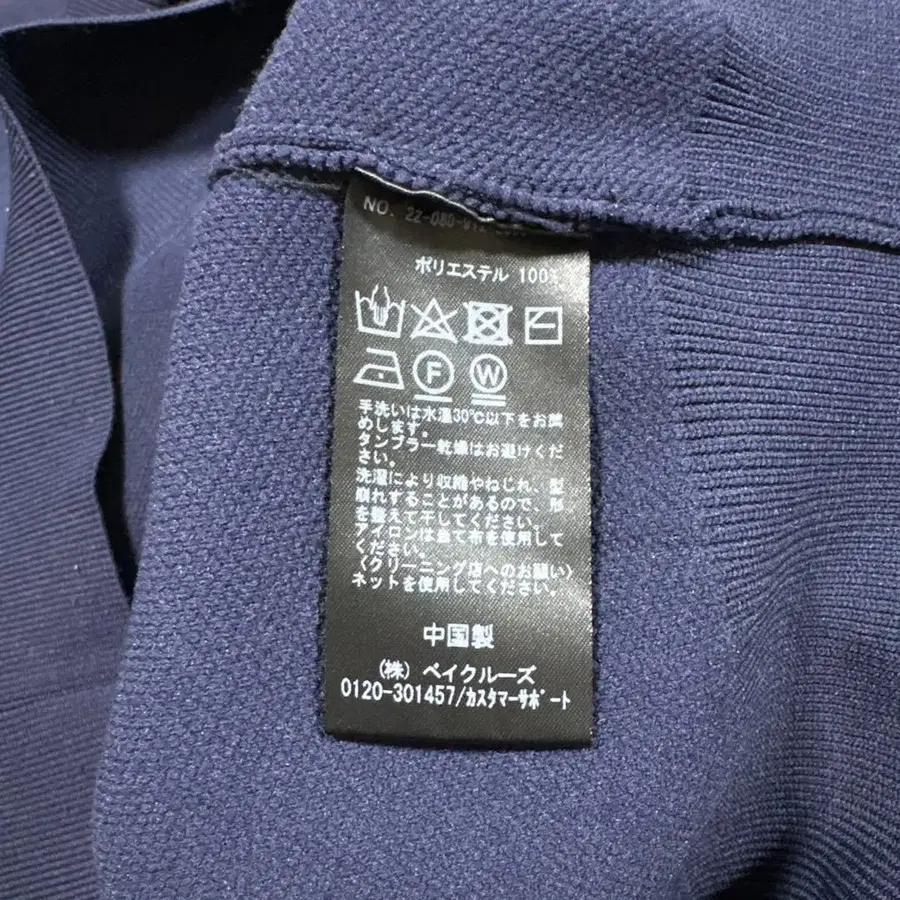 NO. 22-080-912-
ポリエステル 100%
F W
手洗いは水温30℃以下をお薦
めします。
タンブラー乾燥はお避けくだ
さい。
洗濯により収縮やねじれ、型
崩れすることがあるので、形
を整えて干してください。
アイロンは当て布を使用して
ください。
〈クリーニング店へのお願い〉
ネットを使用してください。
中国製
(株) ベイクルーズ
0120-301457/カスタマーサポート